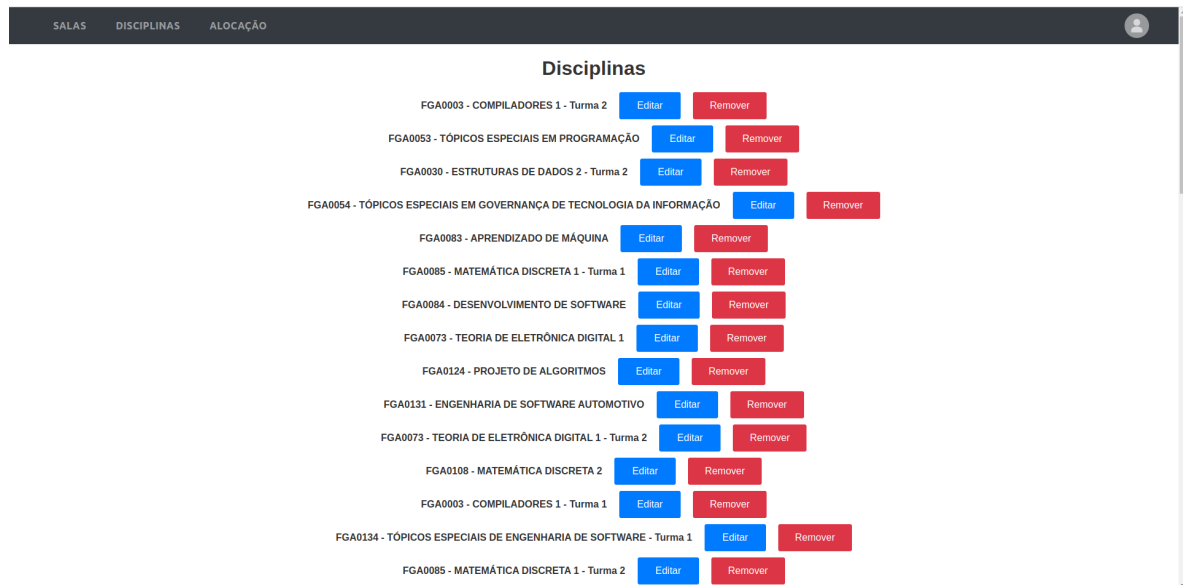 SALAS DISCIPLINAS ALOCAÇÃO
Disciplinas
FGA0003 - COMPILADORES 1 - Turma 2 Editar Remover
FGA0053 - TÓPICOS ESPECIAIS EM PROGRAMAÇÃO Editar Remover
FGA0030 - ESTRUTURAS DE DADOS 2 - Turma 2 Editar Remover
FGA0054 - TÓPICOS ESPECIAIS EM GOVERNANÇA DE TECNOLOGIA DA INFORMAÇÃO Editar Remover
FGA0083 - APRENDIZADO DE MÁQUINA Editar Remover
FGA0085 - MATEMÁTICA DISCRETA 1 - Turma 1 Editar Remover
FGA0084 - DESENVOLVIMENTO DE SOFTWARE Editar Remover
FGA0073 - TEORIA DE ELETRÔNICA DIGITAL 1 Editar Remover
FGA0124 - PROJETO DE ALGORITMOS Editar Remover
FGA0131 - ENGENHARIA DE SOFTWARE AUTOMOTIVO Editar Remover
FGA0073 - TEORIA DE ELETRÔNICA DIGITAL 1 - Turma 2 Editar Remover
FGA0108 - MATEMÁTICA DISCRETA 2 Editar Remover
FGA0003 - COMPILADORES 1 - Turma 1 Editar Remover
FGA0134 - TÓPICOS ESPECIAIS DE ENGENHARIA DE SOFTWARE - Turma 1 Editar Remover
FGA0085 - MATEMÁTICA DISCRETA 1 - Turma 2 Editar Remover